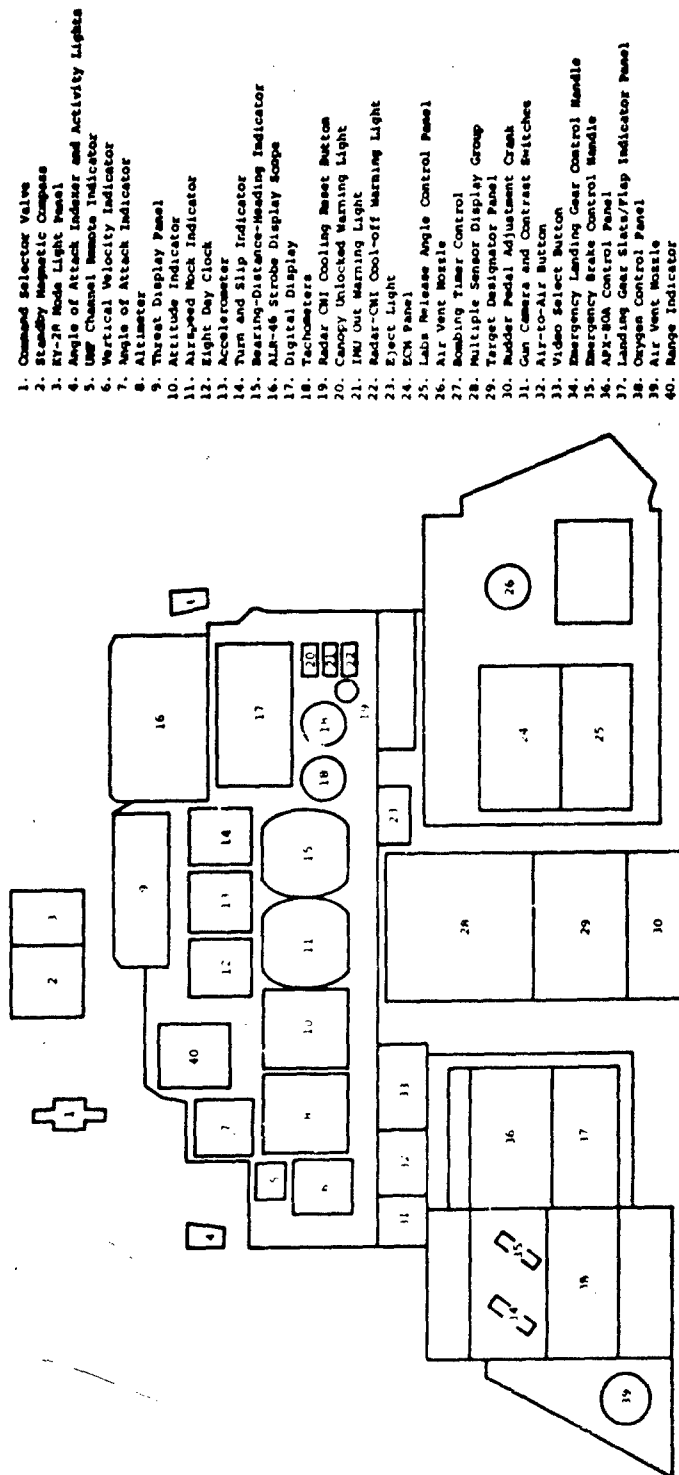 1. Command Selector Valve
2. Standby Magnetic Compass
3. KY-28 Mode Light Panel
4. Angle of Attack Indexer and Activity Lights
5. UHF Channel Remote Indicator
6. Vertical Velocity Indicator
7. Angle of Attack Indicator
8. Altimeter
9. Threat Display Panel
10. Attitude Indicator
11. Airspeed Mach Indicator
12. Eight Day Clock
13. Accelerometer
14. Turn and Slip Indicator
15. Bearing-Distance-Heading Indicator
16. ALR-46 Strobe Display Scope
17. Digital Display
18. Tachometers
19. Radar CNI Cooling Reset Button
20. Canopy Unlocked Warning Light
21. INU Out Warning Light
22. Radar-CNI Cool-off Warning Light
23. Eject Light
24. ECM Panel
25. Labs Release Angle Control Panel
26. Air Vent Nozzle
27. Bombing Timer Control
28. Multiple Sensor Display Group
29. Target Designator Panel
30. Rudder Pedal Adjustment Crank
31. Gun Camera and Contrast Switches
32. Air-to-Air Button
33. Video Select Button
34. Emergency Landing Gear Control Handle
35. Emergency Brake Control Handle
36. APX-80A Control Panel
37. Landing Gear Slats/Flap Indicator Panel
38. Oxygen Control Panel
39. Air Vent Nozzle
40. Range Indicator
2
3
1
9
16
4
40
7
12
13
14
17
5
6
10
11
15
18
18
20
21
22
19
31
32
33
23
28
29
30
24
25
26
34
35
36
37
38
39